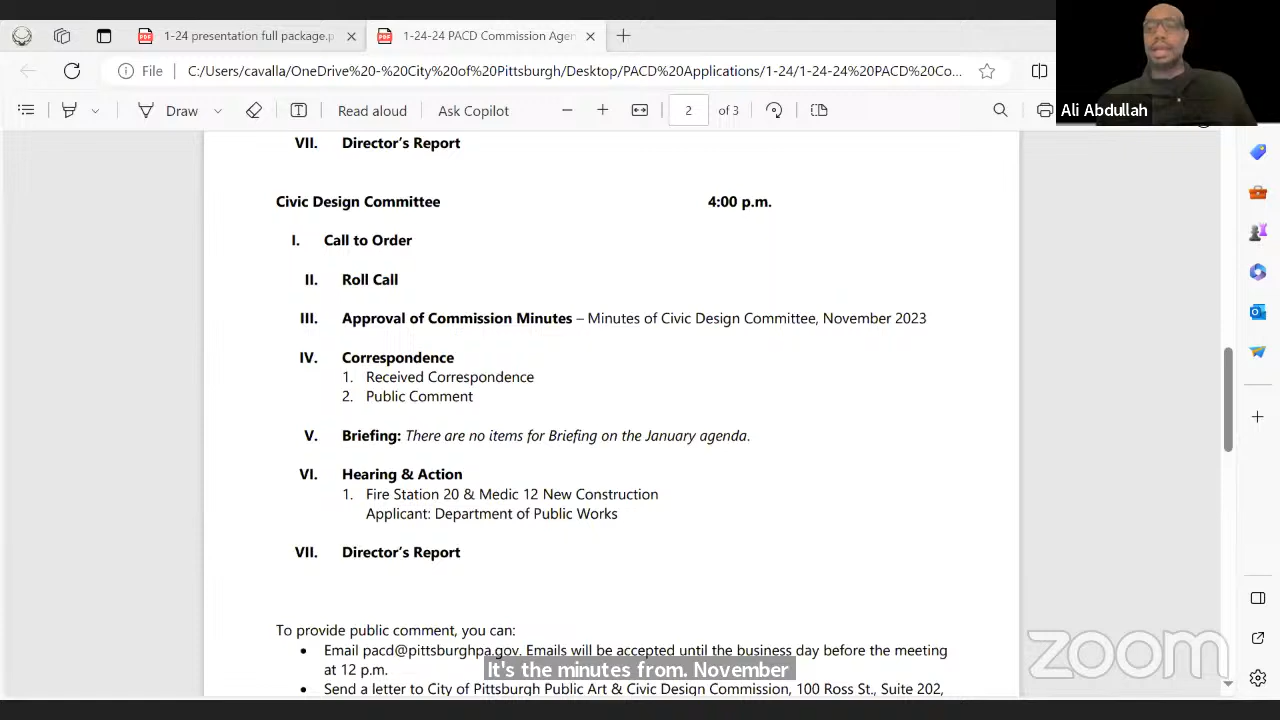 1-24 presentation full package.p
1-24-24 PACD Commission Agen
File
C:/Users/cavalla/OneDrive%20-%20City%20of%20Pittsburgh/Desktop/PACD%20Applications/1-24/1-24-24%20PACD%20Co...
Draw
Read aloud
Ask Copilot
2 of 3
Ali Abdullah
VII. Director's Report
Civic Design Committee 4:00 p.m.
I. Call to Order
II. Roll Call
III. Approval of Commission Minutes – Minutes of Civic Design Committee, November 2023
IV. Correspondence
1. Received Correspondence
2. Public Comment
V. Briefing: There are no items for Briefing on the January agenda.
VI. Hearing & Action
1. Fire Station 20 & Medic 12 New Construction
Applicant: Department of Public Works
VII. Director's Report
To provide public comment, you can:
• Email pacd@pittsburghpa.gov. Emails will be accepted until the business day before the meeting
at 12 p.m.
It's the minutes from. November
• Send a letter to City of Pittsburgh Public Art & Civic Design Commission, 100 Ross St., Suite 202,
zoom